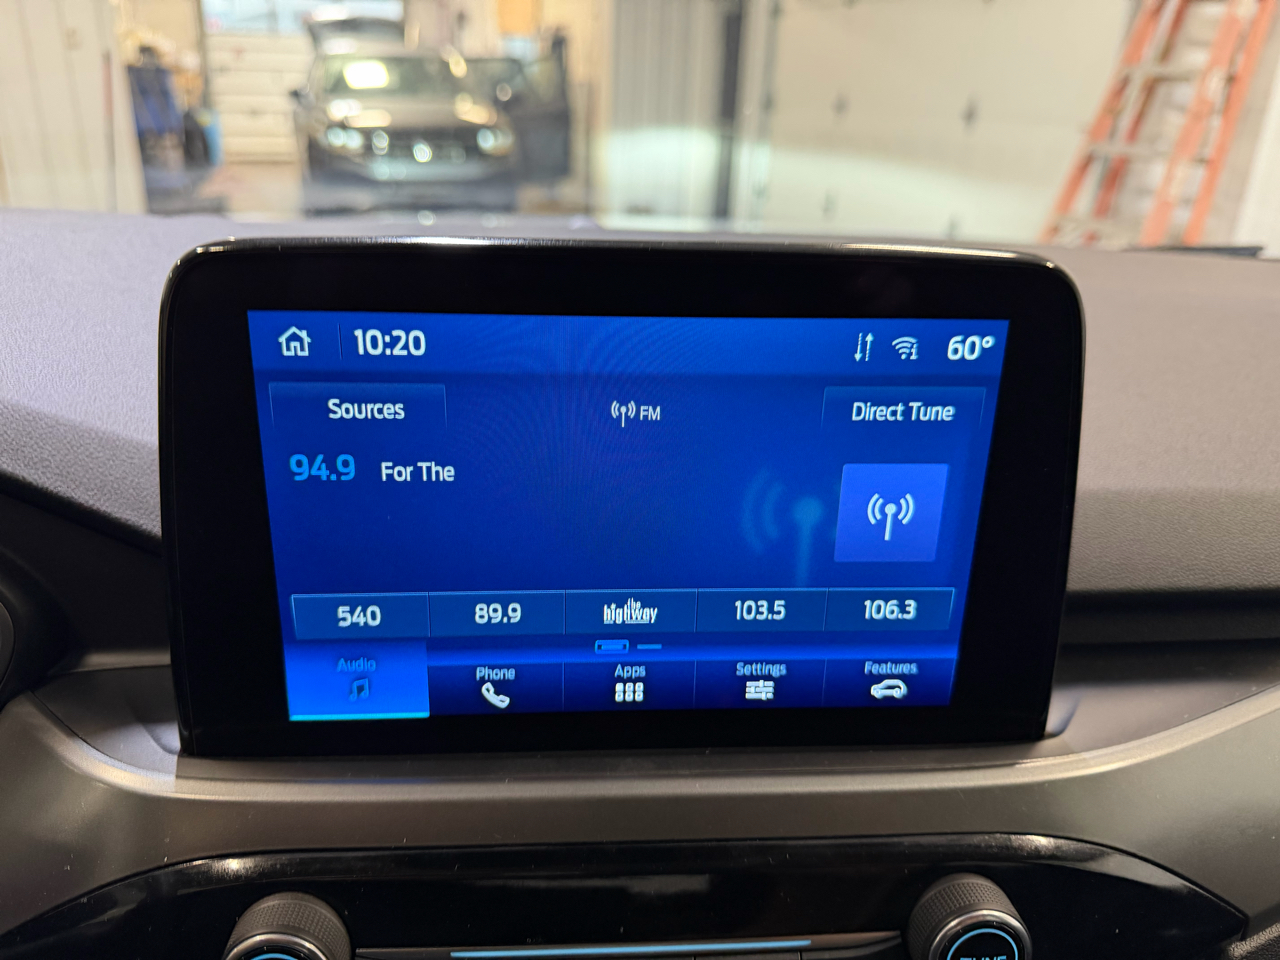 10:20
60°
Sources
FM
Direct Tune
94.9 For The
540
89.9
the highway
103.5
106.3
Audio
Phone
Apps
Settings
Features
TUNE